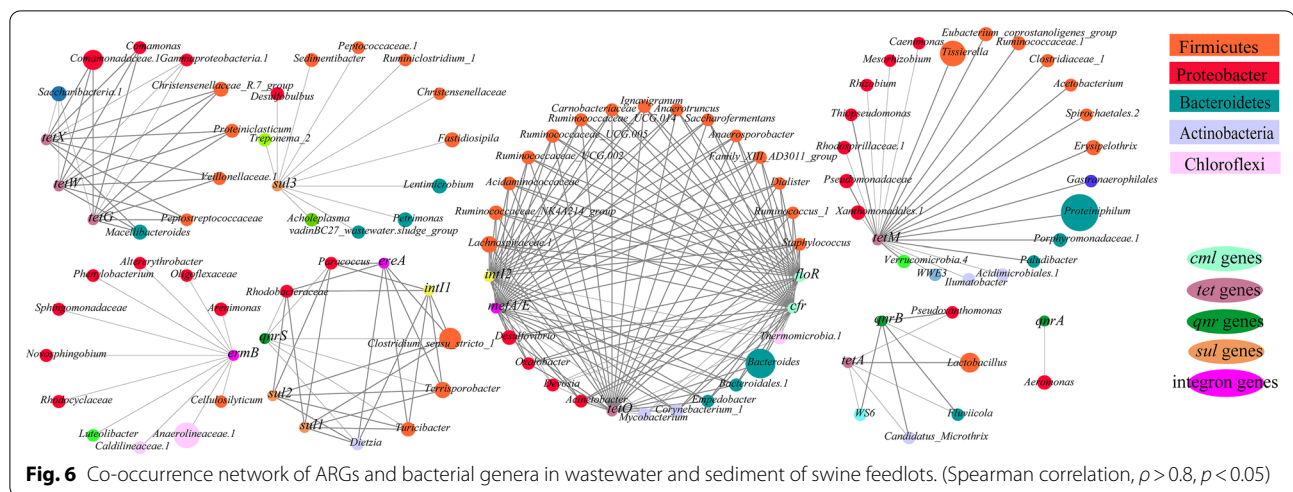 Comamonas
Comamonadaceae.1
Gammaproteobacteria.1
Saccharibacteria.1
Christensenellaceae_R.7_group
tetX
Proteiniclasticum
tetW
Veillonellaceae.1
tetG
Peptostreptococcaceae
Macellibacteroides
Peptococcaceae.1
Sedimentibacter
Ruminiclostridium_1
Desulfobulbus
Christensenellaceae
Treponema_2
Fastidiosipila
sul3
Lentimicrobium
Acholeplasma
Petrimonas
vadinBC27_wastewater.sludge_group
Altererythrobacter
Phenylobacterium
Oligoflexaceae
Sphingomonadaceae
Arenimonas
Novosphingobium
ermB
Rhodocyclaceae
Cellulosilyticum
Luteolibacter
Anaerolineaceae.1
Caldilineaceae.1
Paracoccus
ereA
Rhodobacteraceae
intI1
qnrS
Clostridium_sensu_stricto_1
sul2
Terrisporobacter
sul1
Turicibacter
Dietzia
Ignavigranum
Carnobacteriaceae
Anaerotruncus
Ruminococcaceae_UCG.014
Saccharofermentans
Ruminococcaceae_UCG.005
Anaerosporobacter
Ruminococcaceae_UCG.002
Family_XIII_AD3011_group
Acidaminococcaceae
Dialister
Ruminococcaceae_NK4A214_group
Ruminococcus_1
Lachnospiraceae.1
Staphylococcus
intI2
floR
mefA/E
cfr
Desulfovibrio
Thermomicrobia.1
Oxalobacter
Bacteroides
Devosia
Bacteroidales.1
Acinetobacter
Empedobacter
tetO
Corynebacterium_1
Mycobacterium
Eubacterium_coprostanoligenes_group
Caenimonas
Tissierella
Ruminococcaceae.1
Mesorhizobium
Clostridiaceae_1
Rhizobium
Acetobacterium
Thiopseudomonas
Spirochaetales.2
Rhodospirillaceae.1
Erysipelothrix
Pseudomonadaceae
Gastranaerophilales
Xanthomonadales.1
Proteiniphilum
tetM
Porphyromonadaceae.1
Verrucomicrobia.4
Paludibacter
WWE3
Acidimicrobiales.1
Ilumatobacter
qnrB
Pseudoxanthomonas
qnrA
tetA
Lactobacillus
Aeromonas
WS6
Fluviicola
Candidatus_Microthrix
Firmicutes
Proteobacter
Bacteroidetes
Actinobacteria
Chloroflexi
cml genes
tet genes
qnr genes
sul genes
integron genes
Fig. 6 Co-occurrence network of ARGs and bacterial genera in wastewater and sediment of swine feedlots. (Spearman correlation, ρ > 0.8, p < 0.05)